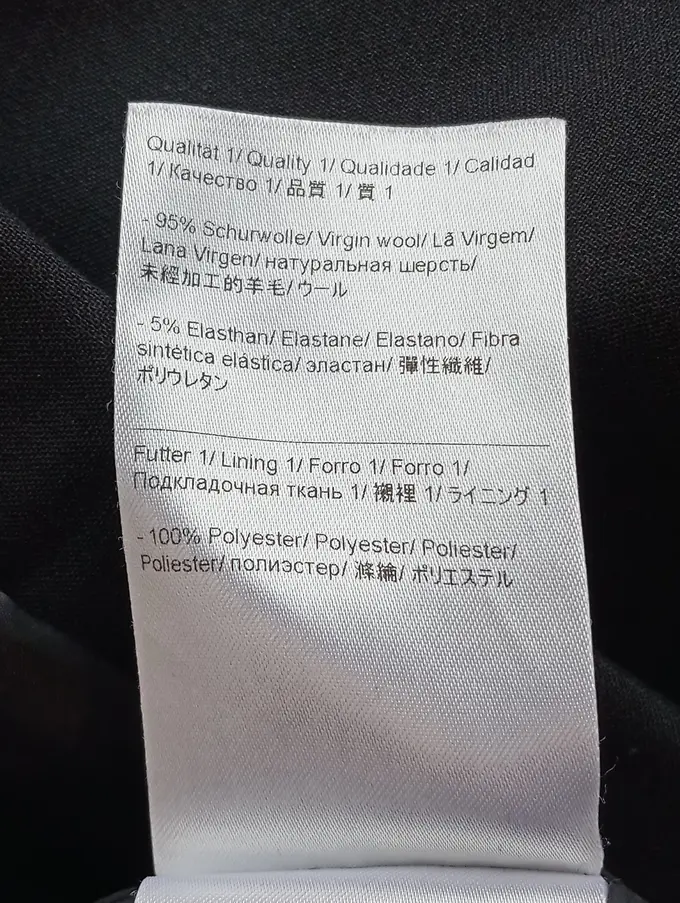 Qualität 1/ Quality 1/ Qualidade 1/ Calidad
1/ Качество 1/ 品質 1/ 質 1
- 95% Schurwolle/ Virgin wool/ Lã Virgem/
Lana Virgen/ натуральная шерсть/
未經加工的羊毛/ ウール
- 5% Elasthan/ Elastane/ Elastano/ Fibra
sintética elástica/ эластан/ 彈性纖維/
ポリウレタン
Futter 1/ Lining 1/ Forro 1/ Forro 1/
Подкладочная ткань 1/ 襯裡 1/ ライニング 1
- 100% Polyester/ Polyester/ Poliester/
Poliester/ полиэстер/ 滌綸/ ポリエステル